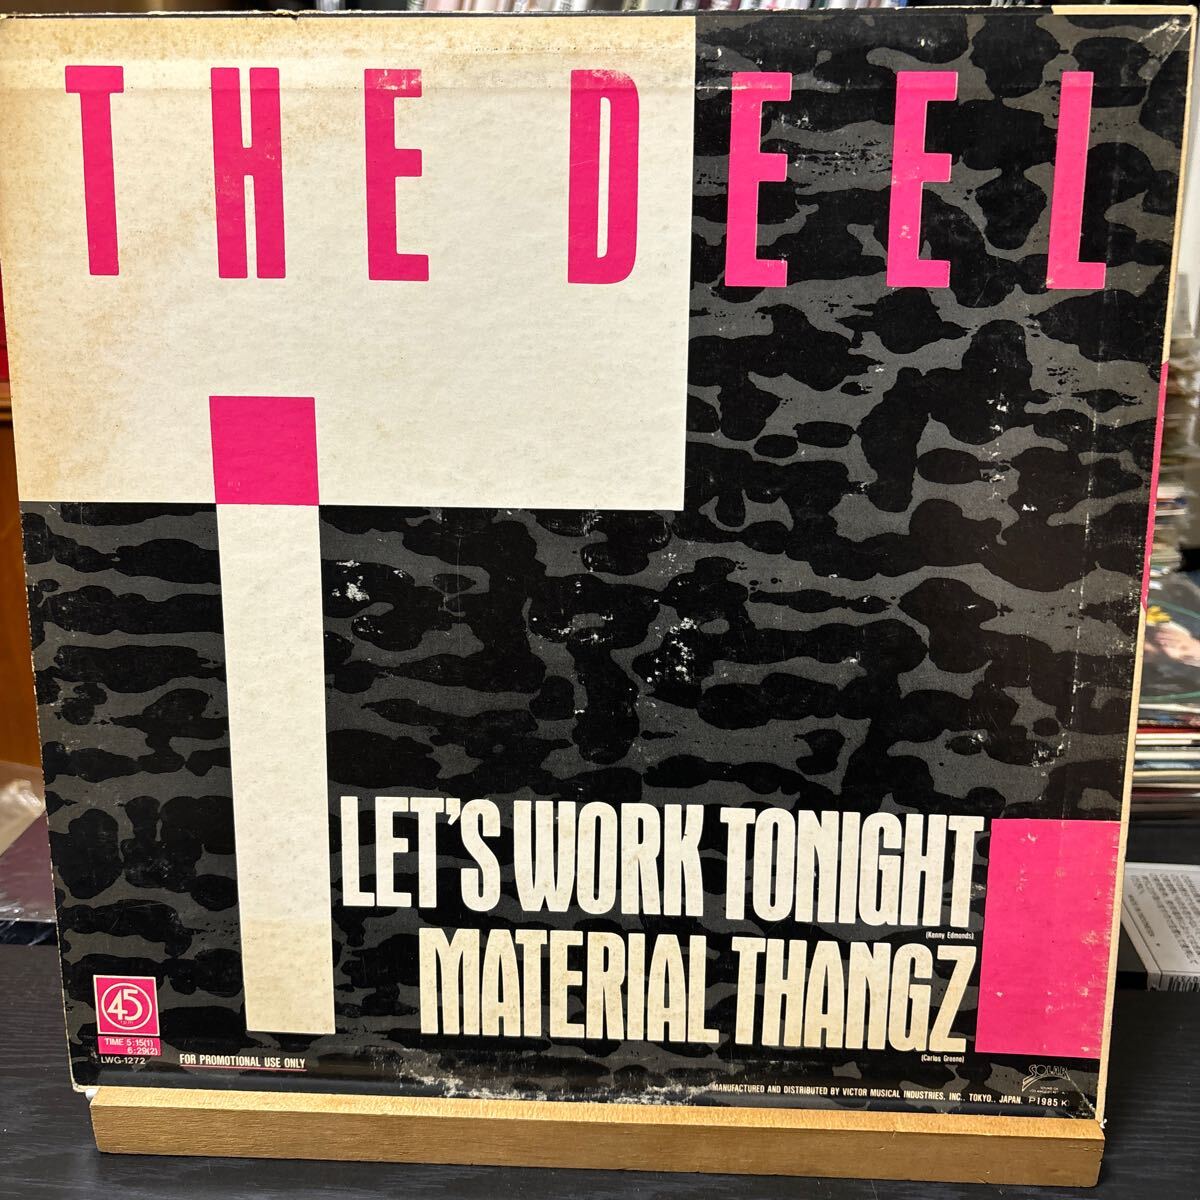 THE DEEL
LET'S WORK TONIGHT
(Kenny Edmonds)
MATERIAL THANGZ
(Carlos Greene)
45
TIME 5:15(1)
6:29(2)
LWG-1272
FOR PROMOTIONAL USE ONLY
SOLAR
MANUFACTURED AND DISTRIBUTED BY VICTOR MUSICAL INDUSTRIES, INC., TOKYO., JAPAN. P1985 K